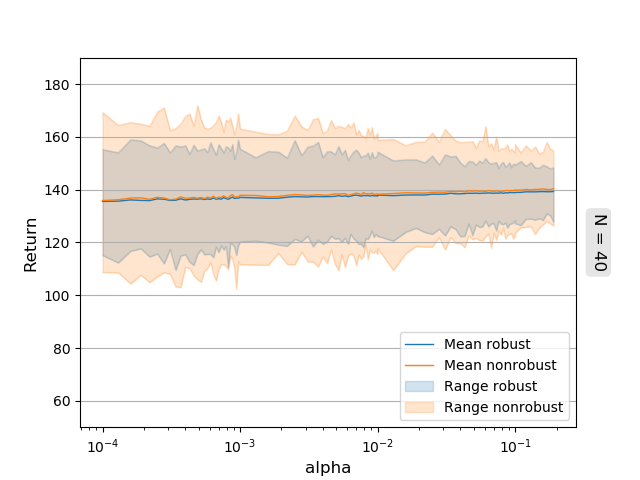 180
160
140
120
100
80
60
Return
10⁻⁴
10⁻³
10⁻²
10⁻¹
alpha
N = 40
Mean robust
Mean nonrobust
Range robust
Range nonrobust